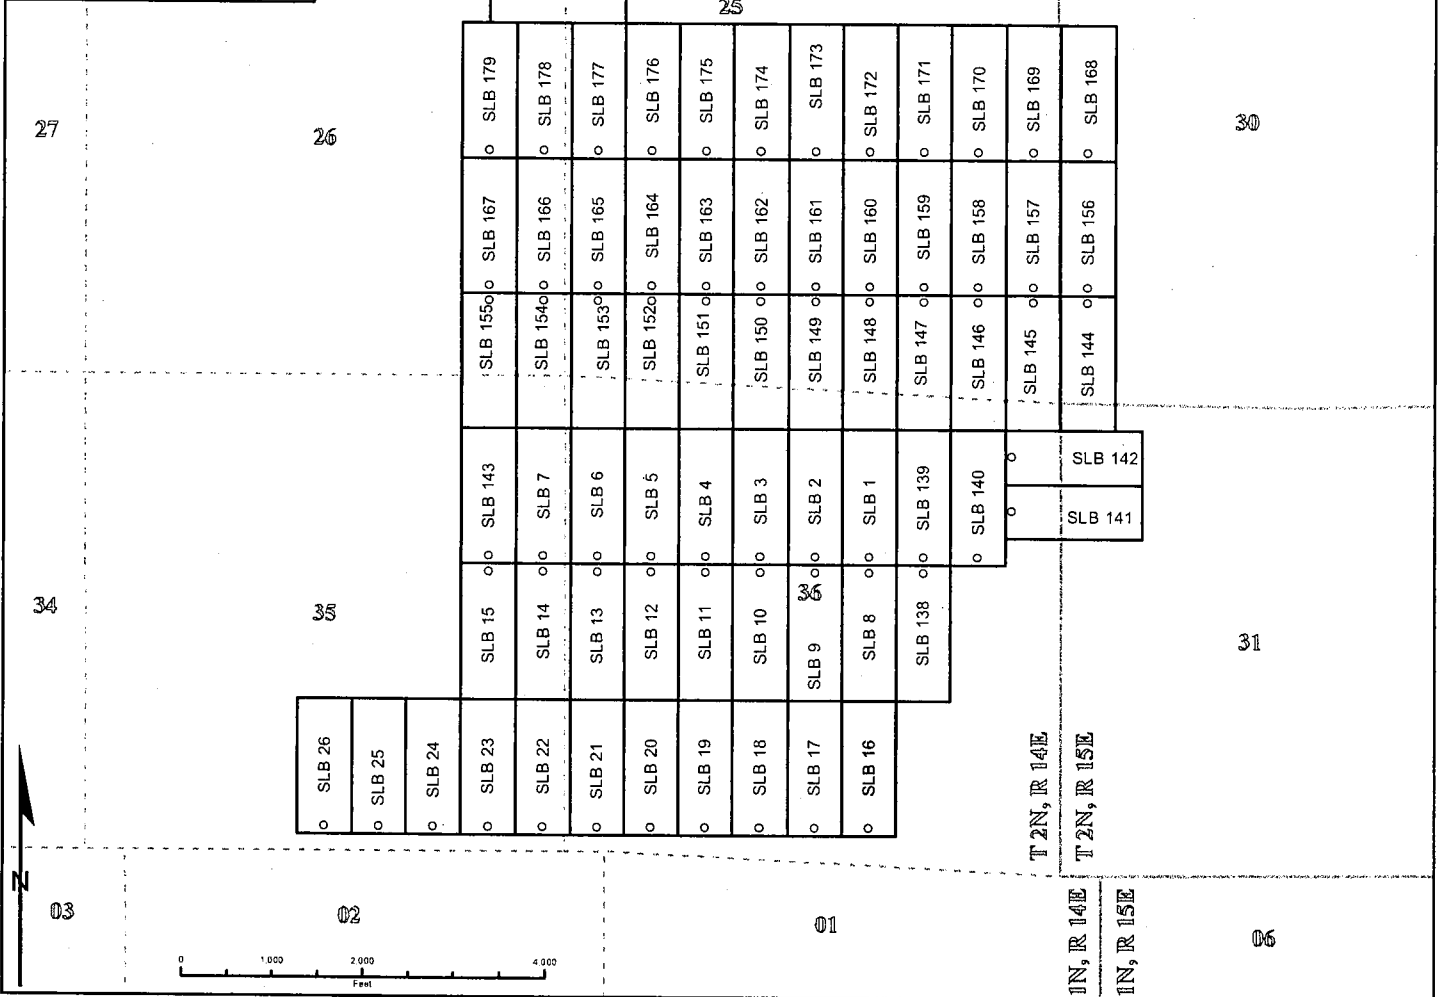 25
27
26
30
SLB 179
SLB 178
SLB 177
SLB 176
SLB 175
SLB 174
SLB 173
SLB 172
SLB 171
SLB 170
SLB 169
SLB 168
SLB 167
SLB 166
SLB 165
SLB 164
SLB 163
SLB 162
SLB 161
SLB 160
SLB 159
SLB 158
SLB 157
SLB 156
SLB 155
SLB 154
SLB 153
SLB 152
SLB 151
SLB 150
SLB 149
SLB 148
SLB 147
SLB 146
SLB 145
SLB 144
SLB 143
SLB 7
SLB 6
SLB 5
SLB 4
SLB 3
SLB 2
SLB 1
SLB 139
SLB 140
SLB 142
SLB 141
34
35
36
31
SLB 15
SLB 14
SLB 13
SLB 12
SLB 11
SLB 10
SLB 9
SLB 8
SLB 138
SLB 26
SLB 25
SLB 24
SLB 23
SLB 22
SLB 21
SLB 20
SLB 19
SLB 18
SLB 17
SLB 16
T 2N, R 14E
T 2N, R 15E
N
03
02
01
06
1N, R 14E
1N, R 15E
0 1,000 2,000 4,000
Feet